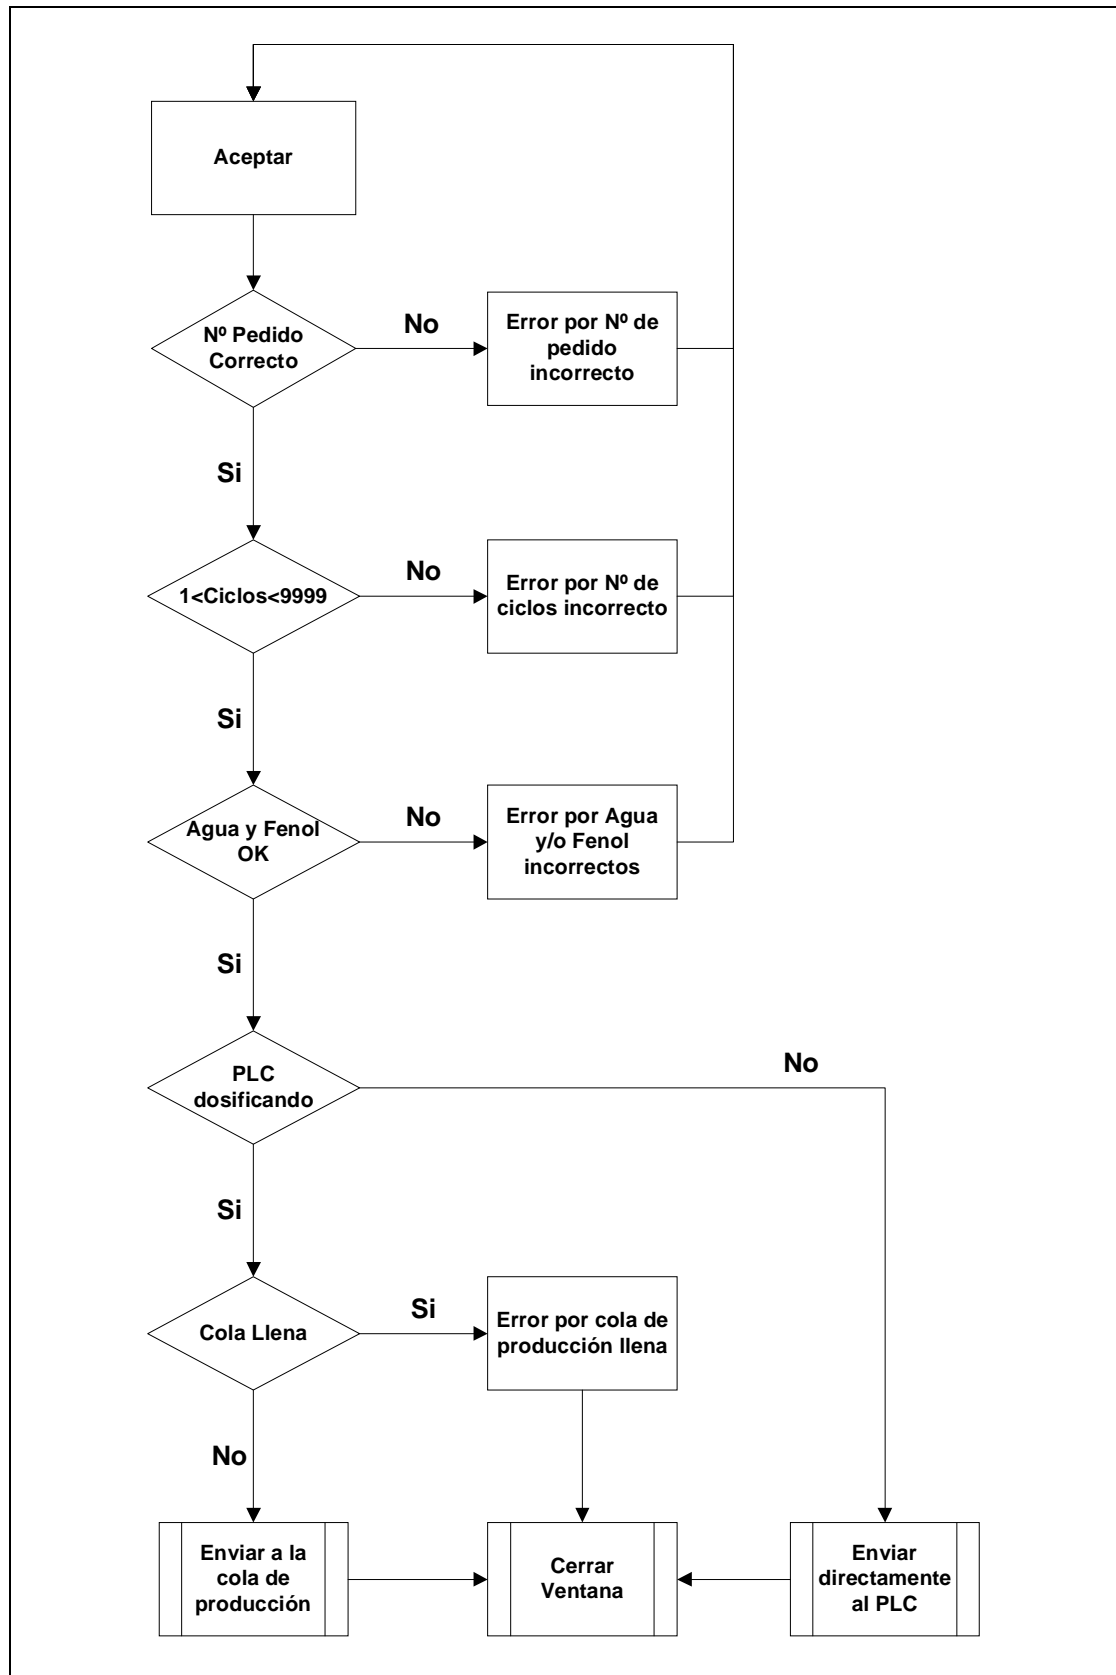 Aceptar
Nº Pedido
Correcto
No
Error por Nº de
pedido
incorrecto
Si
1<Ciclos<9999
No
Error por Nº de
ciclos incorrecto
Si
Agua y Fenol
OK
No
Error por Agua
y/o Fenol
incorrectos
Si
PLC
dosificando
No
Si
Cola Llena
Si
Error por cola de
producción llena
No
Enviar a la
cola de
producción
Cerrar
Ventana
Enviar
directamente
al PLC